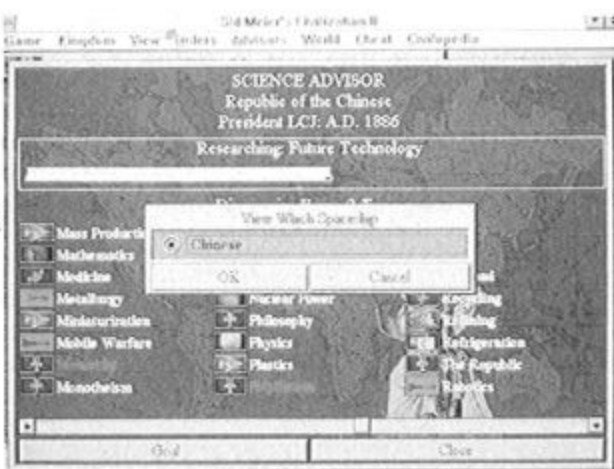 Sid Meier's Civilization II
Game Kingdom View Orders Advisors World Cheat Civilopedia
SCIENCE ADVISOR
Republic of the Chinese
President LCJ: A.D. 1886
Researching: Future Technology
View Which Spaceship
Chinese
OK Cancel
Mass Producti
Mathematics
Medicine
Metallurgy
Miniaturization
Mobile Warfare
Monotheism
Nuclear Power
Philosophy
Physics
Plastics
Recycling
Refining
Refrigeration
The Republic
Robotics
Goal Close